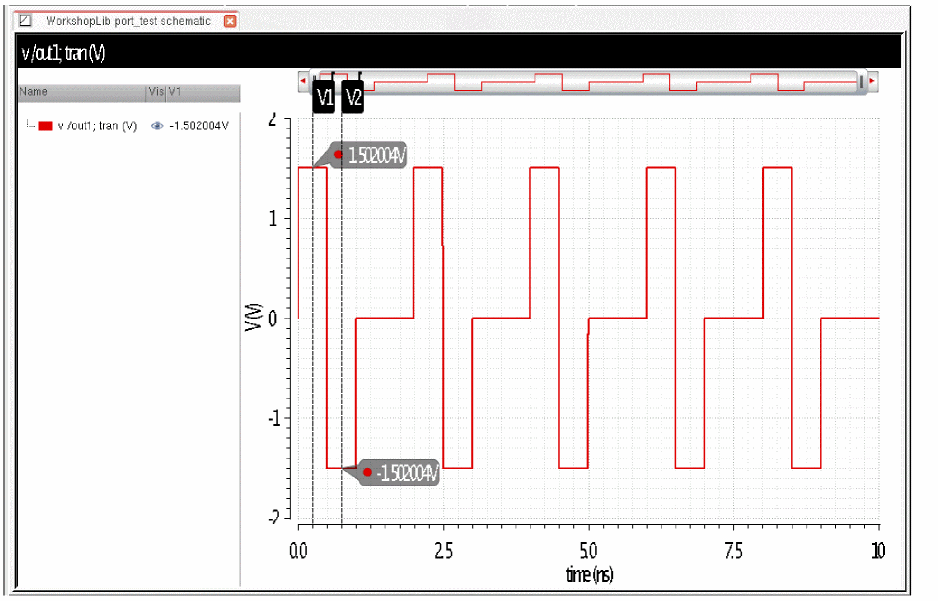 WorkshopLib port_test schematic
v /out1; tran (V)
Name Vis V1
v /out1; tran (V) -1.502004V
V1 V2
2
1.502004V
1
V (V)
0
-1
-1.502004V
-2
0.0 2.5 5.0 7.5 10
time (ns)